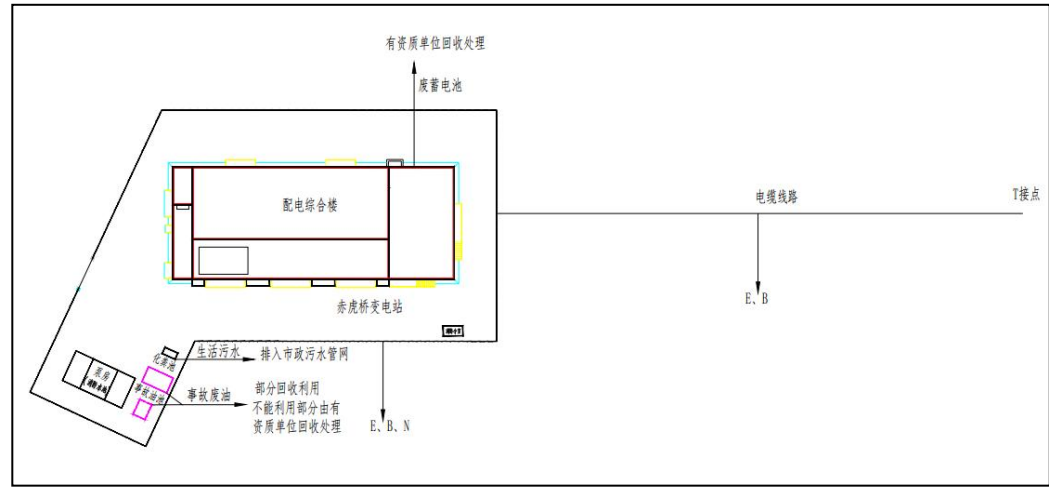 有资质单位回收处理
废蓄电池
配电综合楼
电缆线路
T接点
E、B
赤虎桥变电站
生活污水
排入市政污水管网
化粪池
泵房
消防水池
事故油池
事故废油
部分回收利用
不能利用部分由有
资质单位回收处理
E、B、N